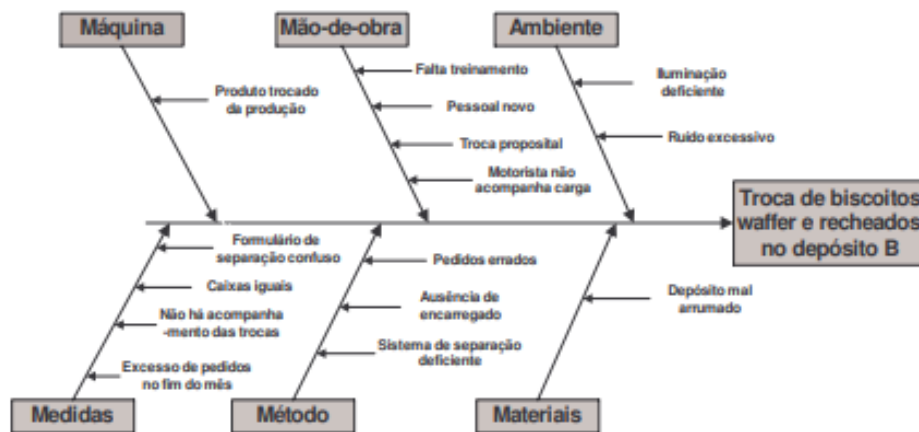 Máquina
Mão-de-obra
Ambiente
Produto trocado
da produção
Falta treinamento
Pessoal novo
Troca proposital
Motorista não
acompanha carga
Iluminação
deficiente
Ruído excessivo
Troca de biscoitos
waffer e recheados
no depósito B
Formulário de
separação confuso
Caixas iguais
Não há acompanha
-mento das trocas
Excesso de pedidos
no fim do mês
Pedidos errados
Ausência de
encarregado
Sistema de separação
deficiente
Depósito mal
arrumado
Medidas
Método
Materiais